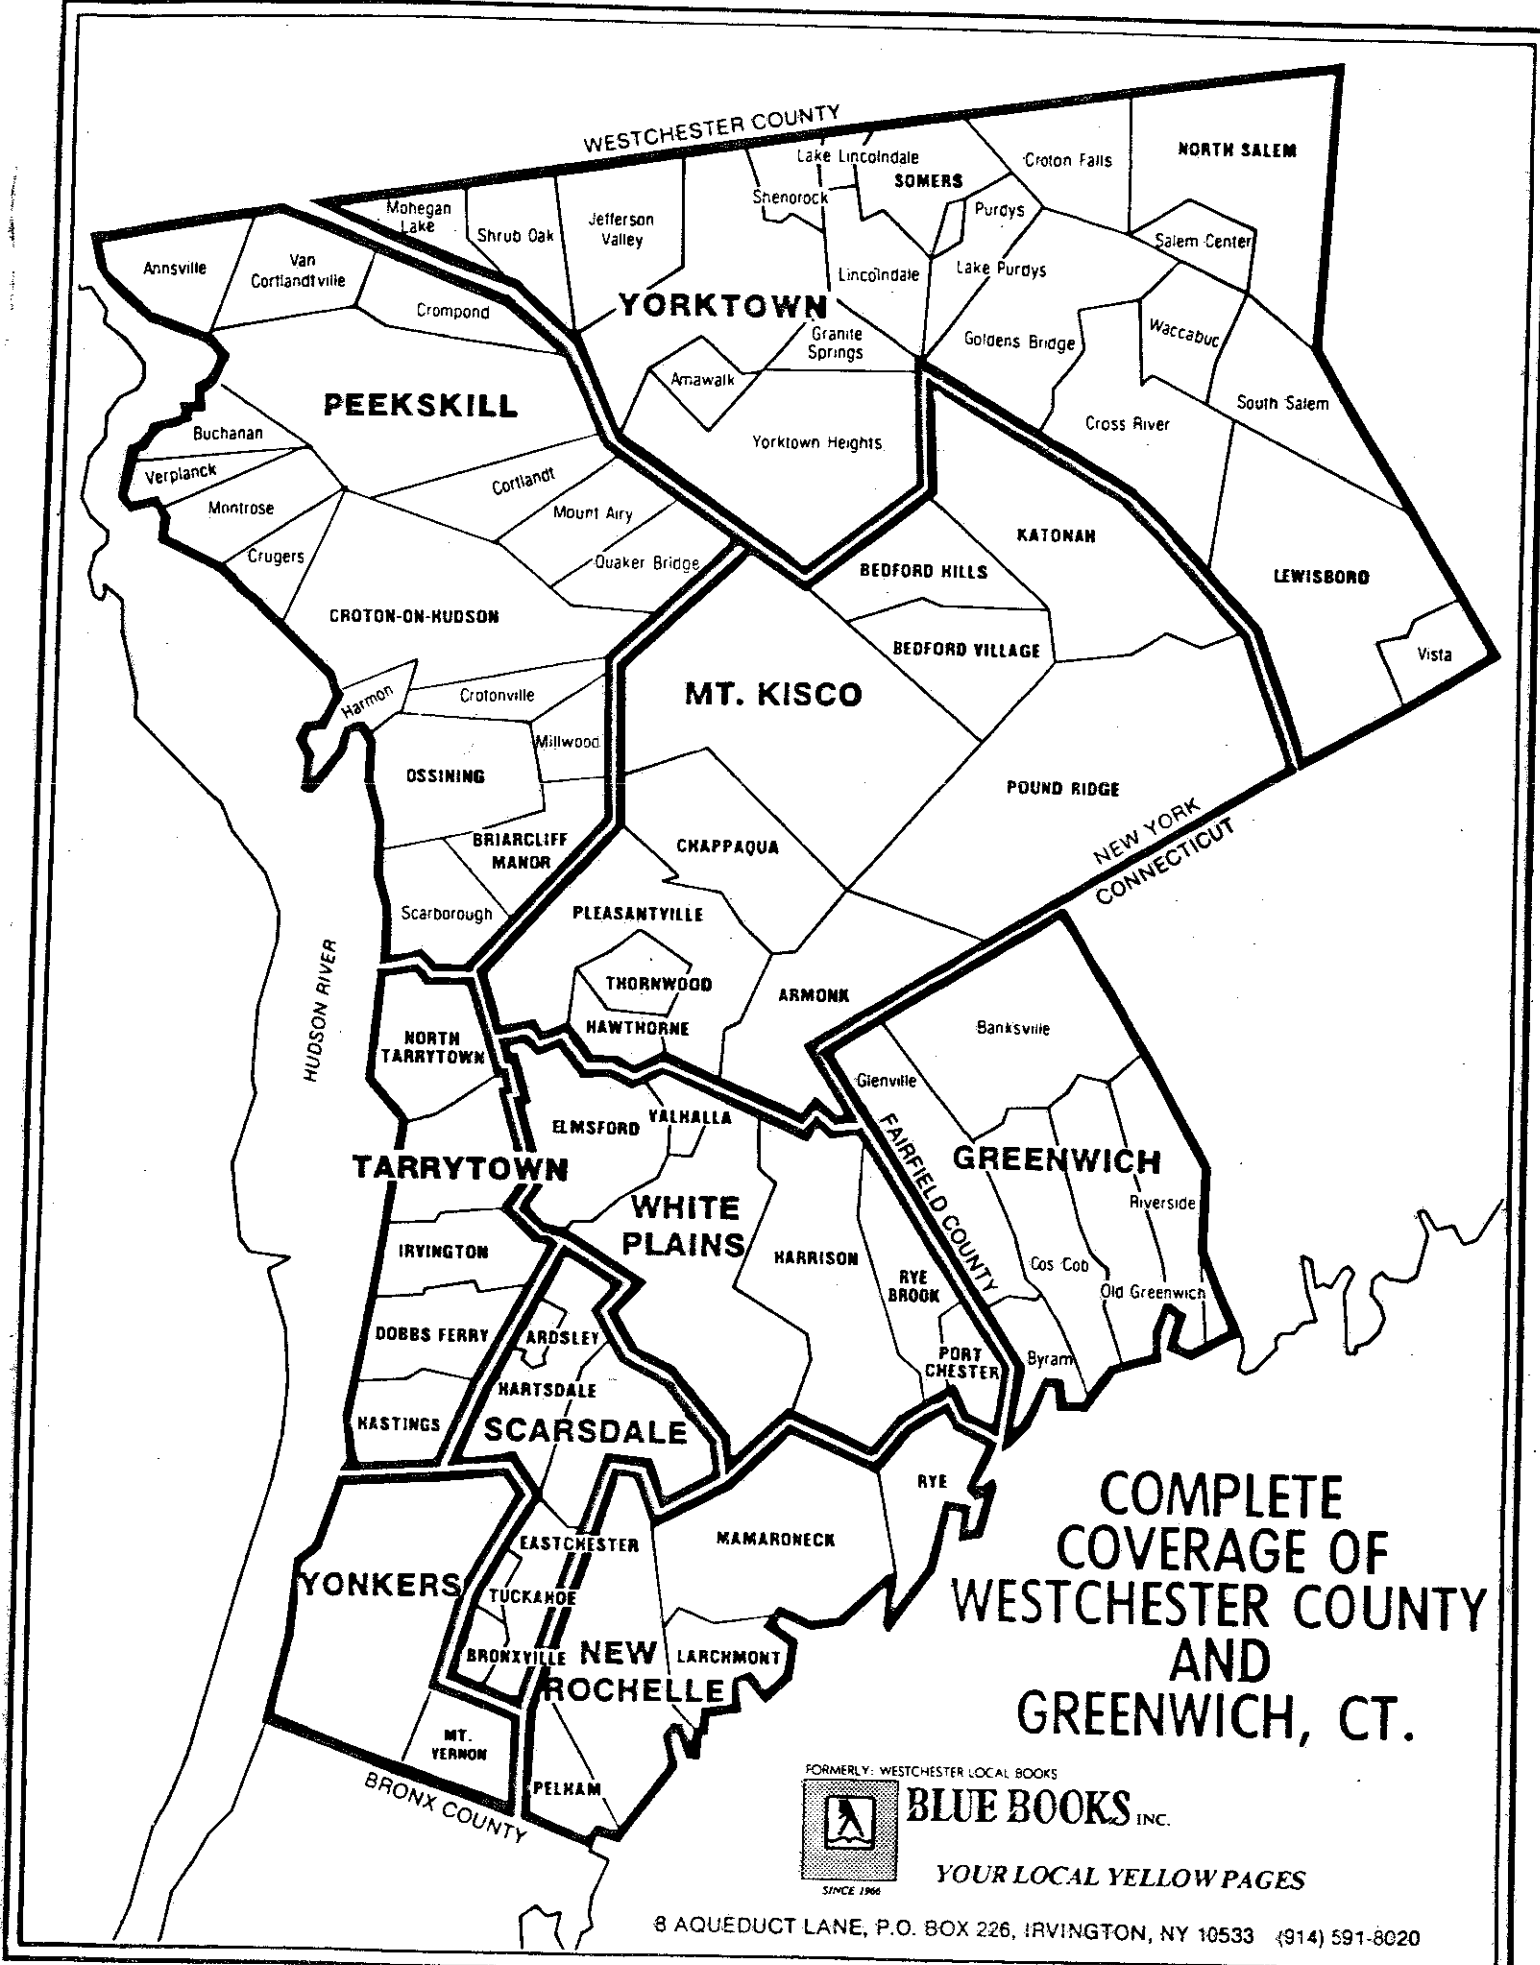 WESTCHESTER COUNTY
Lake Lincolndale
Croton Falls
NORTH SALEM
SOMERS
Shenorock
Mohegan
Lake
Shrub Oak
Jefferson
Valley
Purdys
Salem Center
Annsville
Van
Cortlandtville
Lincolndale
Lake Purdys
Crompond
YORKTOWN
Granite
Springs
Goldens Bridge
Waccabuc
Amawalk
PEEKSKILL
South Salem
Cross River
Buchanan
Yorktown Heights
Verplanck
Cortlandt
Montrose
Mount Airy
KATONAH
Crugers
Quaker Bridge
BEDFORD HILLS
LEWISBORO
CROTON-ON-HUDSON
BEDFORD VILLAGE
Vista
Harmon
Crotonville
MT. KISCO
Millwood
OSSINING
POUND RIDGE
NEW YORK
CONNECTICUT
BRIARCLIFF
MANOR
CHAPPAQUA
Scarborough
PLEASANTVILLE
HUDSON RIVER
THORNWOOD
ARMONK
HAWTHORNE
Banksville
NORTH
TARRYTOWN
Glenville
ELMSFORD
VALHALLA
FAIRFIELD COUNTY
GREENWICH
TARRYTOWN
WHITE
PLAINS
Riverside
IRVINGTON
HARRISON
Cos Cob
RYE
BROOK
Old Greenwich
DOBBS FERRY
ARDSLEY
PORT
CHESTER
Byram
HARTSDALE
HASTINGS
SCARSDALE
RYE
MAMARONECK
EASTCHESTER
YONKERS
TUCKAHOE
BRONXVILLE
NEW
ROCHELLE
LARCHMONT
MT.
VERNON
PELHAM
BRONX COUNTY
COMPLETE
COVERAGE OF
WESTCHESTER COUNTY
AND
GREENWICH, CT.
FORMERLY: WESTCHESTER LOCAL BOOKS
BLUE BOOKS INC.
SINCE 1966
YOUR LOCAL YELLOW PAGES
8 AQUEDUCT LANE, P.O. BOX 226, IRVINGTON, NY 10533 (914) 591-8020